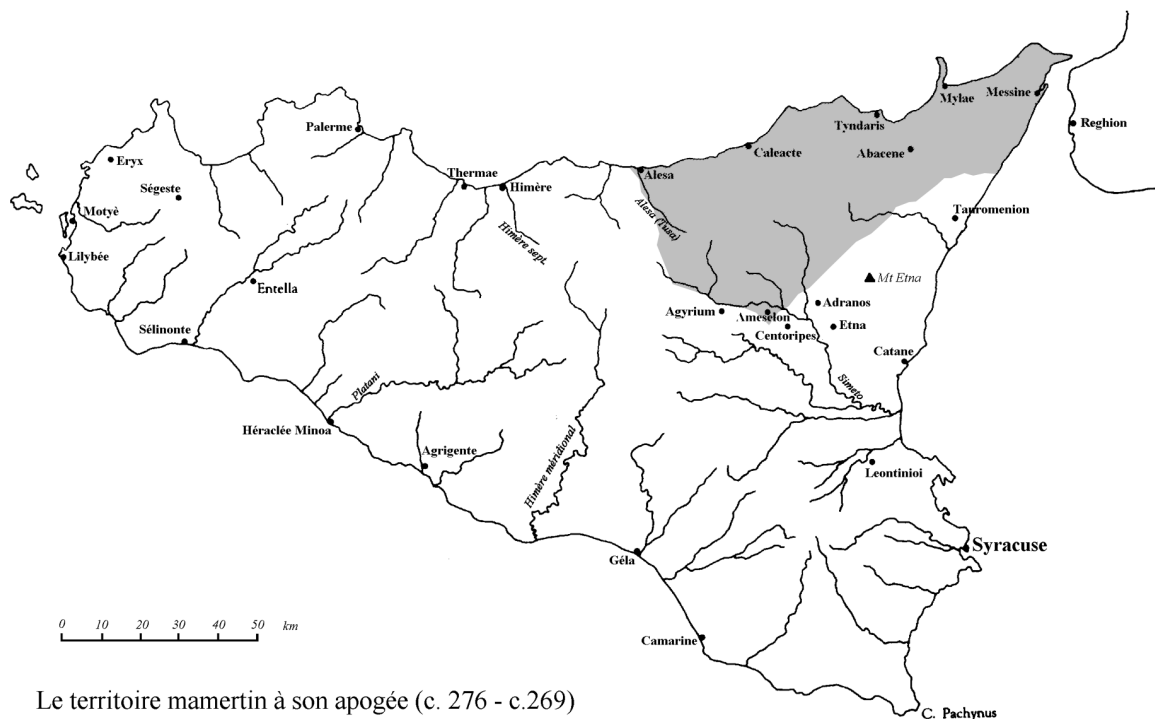 Messine
Mylae
Reghion
Tyndaris
Palerme
Caleacte
Abacene
Eryx
Thermae
Himère
Alesa
Ségeste
Alesa (Tusa)
Tauromenion
Motyè
Himère sept.
Lilybée
Mt Etna
Entella
Adranos
Agyrium
Ameselon
Etna
Centoripes
Sélinonte
Catane
Platani
Simeto
Héraclée Minoa
Agrigente
Himère méridional
Leontinioi
Syracuse
Géla
0 10 20 30 40 50 km
Camarine
Le territoire mamertin à son apogée (c. 276 - c.269)
C. Pachynus